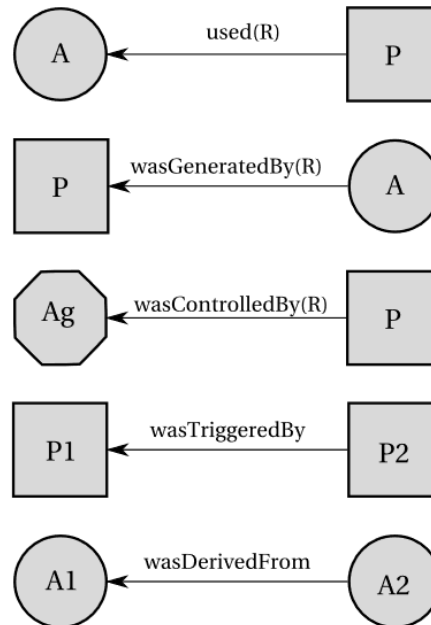 A used(R) P
P wasGeneratedBy(R) A
Ag wasControlledBy(R) P
P1 wasTriggeredBy P2
A1 wasDerivedFrom A2